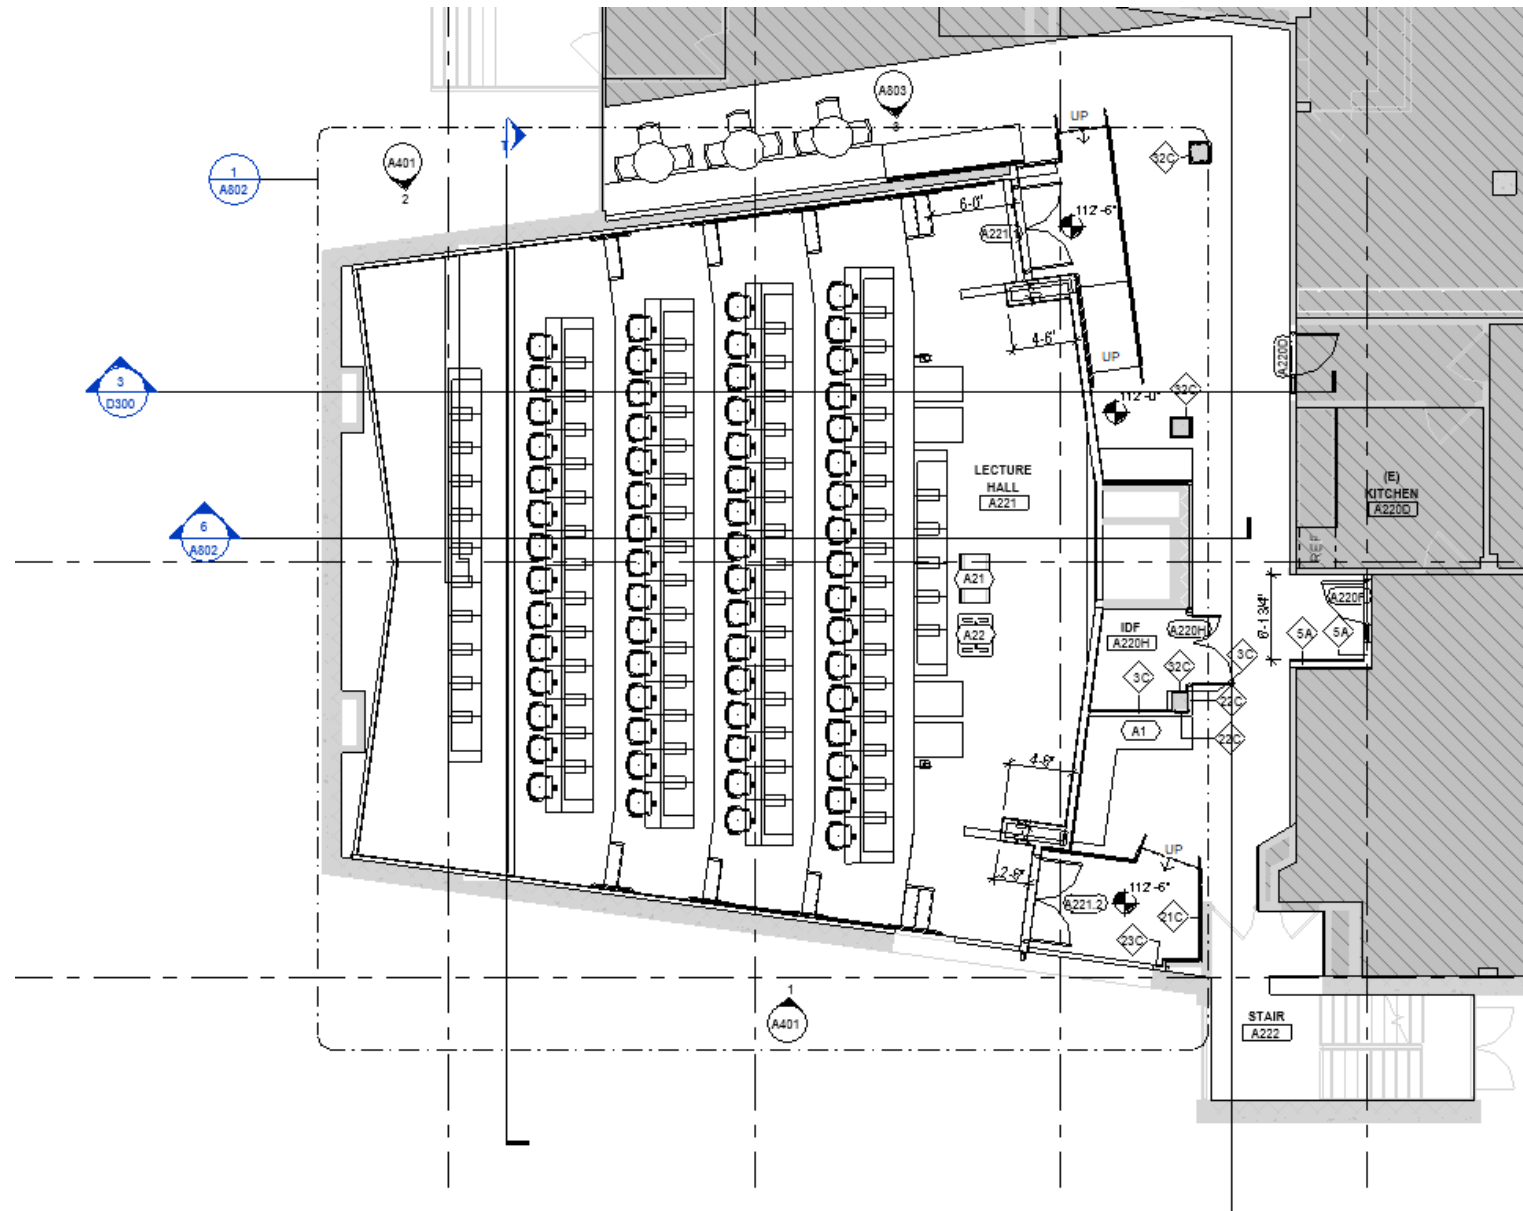 A803
8
UP
A401
2
1
A802
32C
6'-0"
112'-6"
A221.1
4'-6"
UP
A220D
3
D300
32C
112'-0"
LECTURE
HALL
A221
(E)
KITCHEN
A220D
6
A802
REF
A21
A220F
6'-1 3/4"
A22
IDF
A220H
A220H
5A
5A
3C
32C
3C
22C
A1
22C
4'-6"
UP
2'-6"
112'-6"
A221.2
21C
23C
1
A401
STAIR
A222